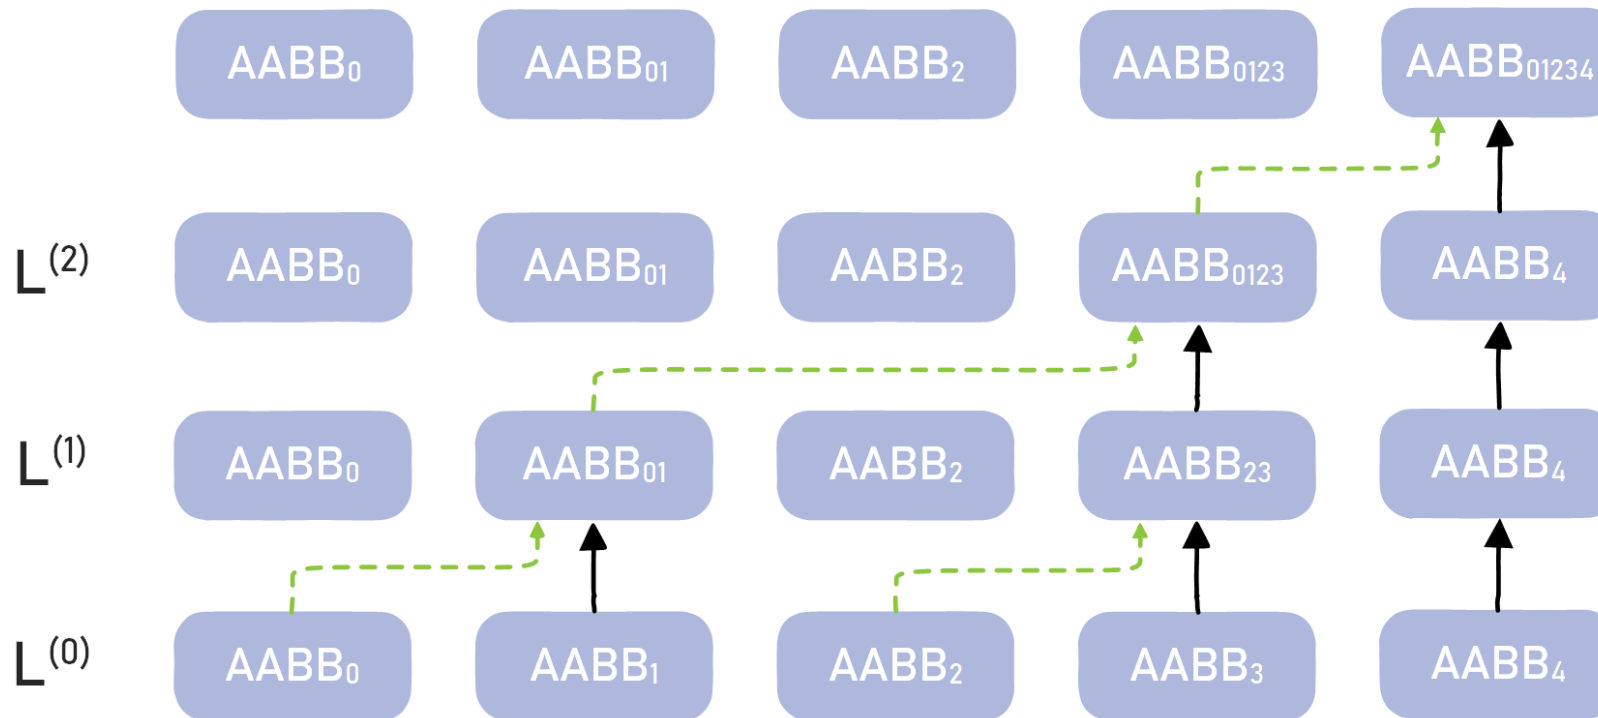 AABB₀ AABB₀₁ AABB₂ AABB₀₁₂₃ AABB₀₁₂₃₄
L⁽²⁾ AABB₀ AABB₀₁ AABB₂ AABB₀₁₂₃ AABB₄
L⁽¹⁾ AABB₀ AABB₀₁ AABB₂ AABB₂₃ AABB₄
L⁽⁰⁾ AABB₀ AABB₁ AABB₂ AABB₃ AABB₄